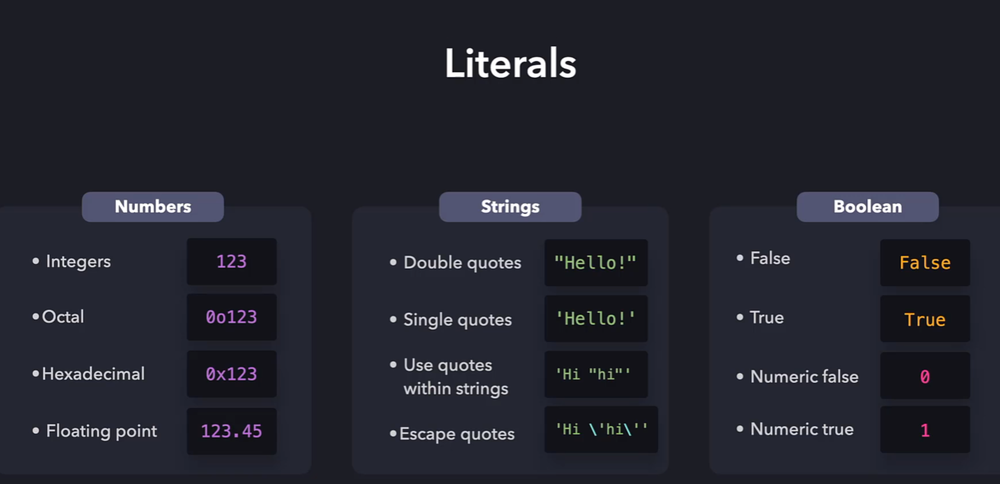 Literals
Numbers
• Integers 123
• Octal 0o123
• Hexadecimal 0x123
• Floating point 123.45
Strings
• Double quotes "Hello!"
• Single quotes 'Hello!'
• Use quotes
within strings 'Hi "hi"'
• Escape quotes 'Hi \'hi\''
Boolean
• False False
• True True
• Numeric false 0
• Numeric true 1